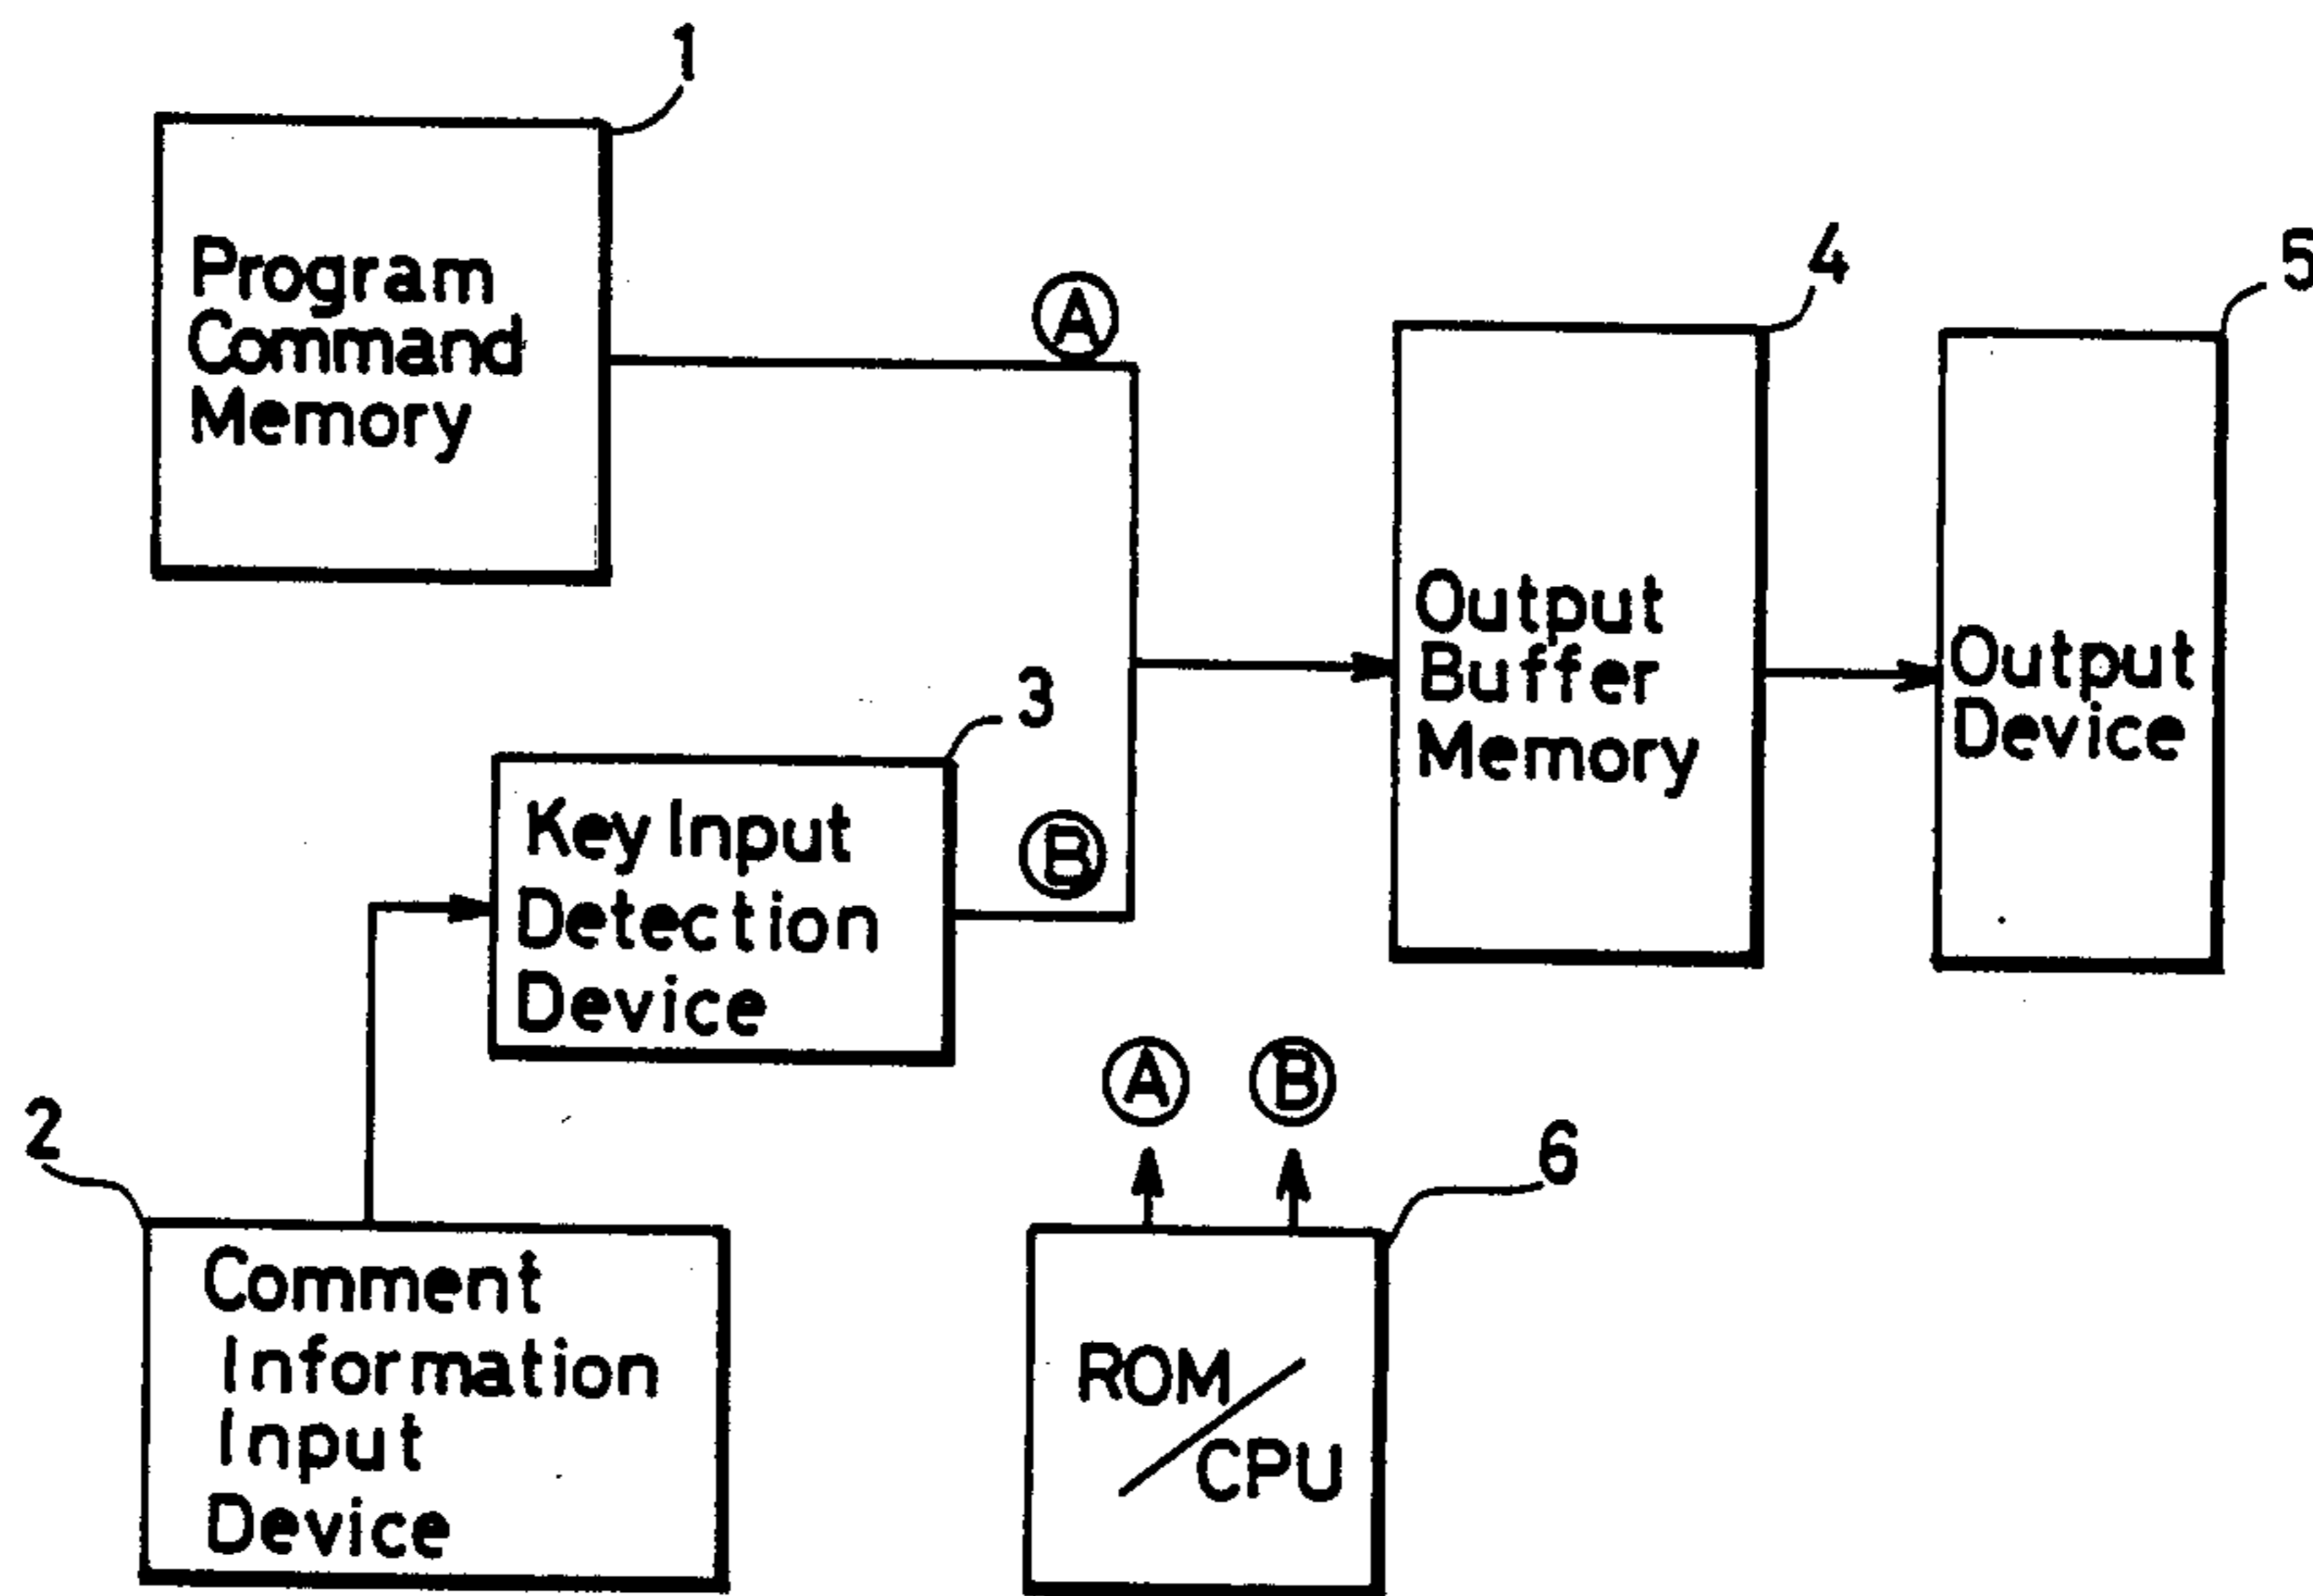 1
Program
Command
Memory
A
4
5
Output
Buffer
Memory
Output
Device
3
Key Input
Detection
Device
B
A
B
2
6
Comment
Information
Input
Device
ROM
/
CPU